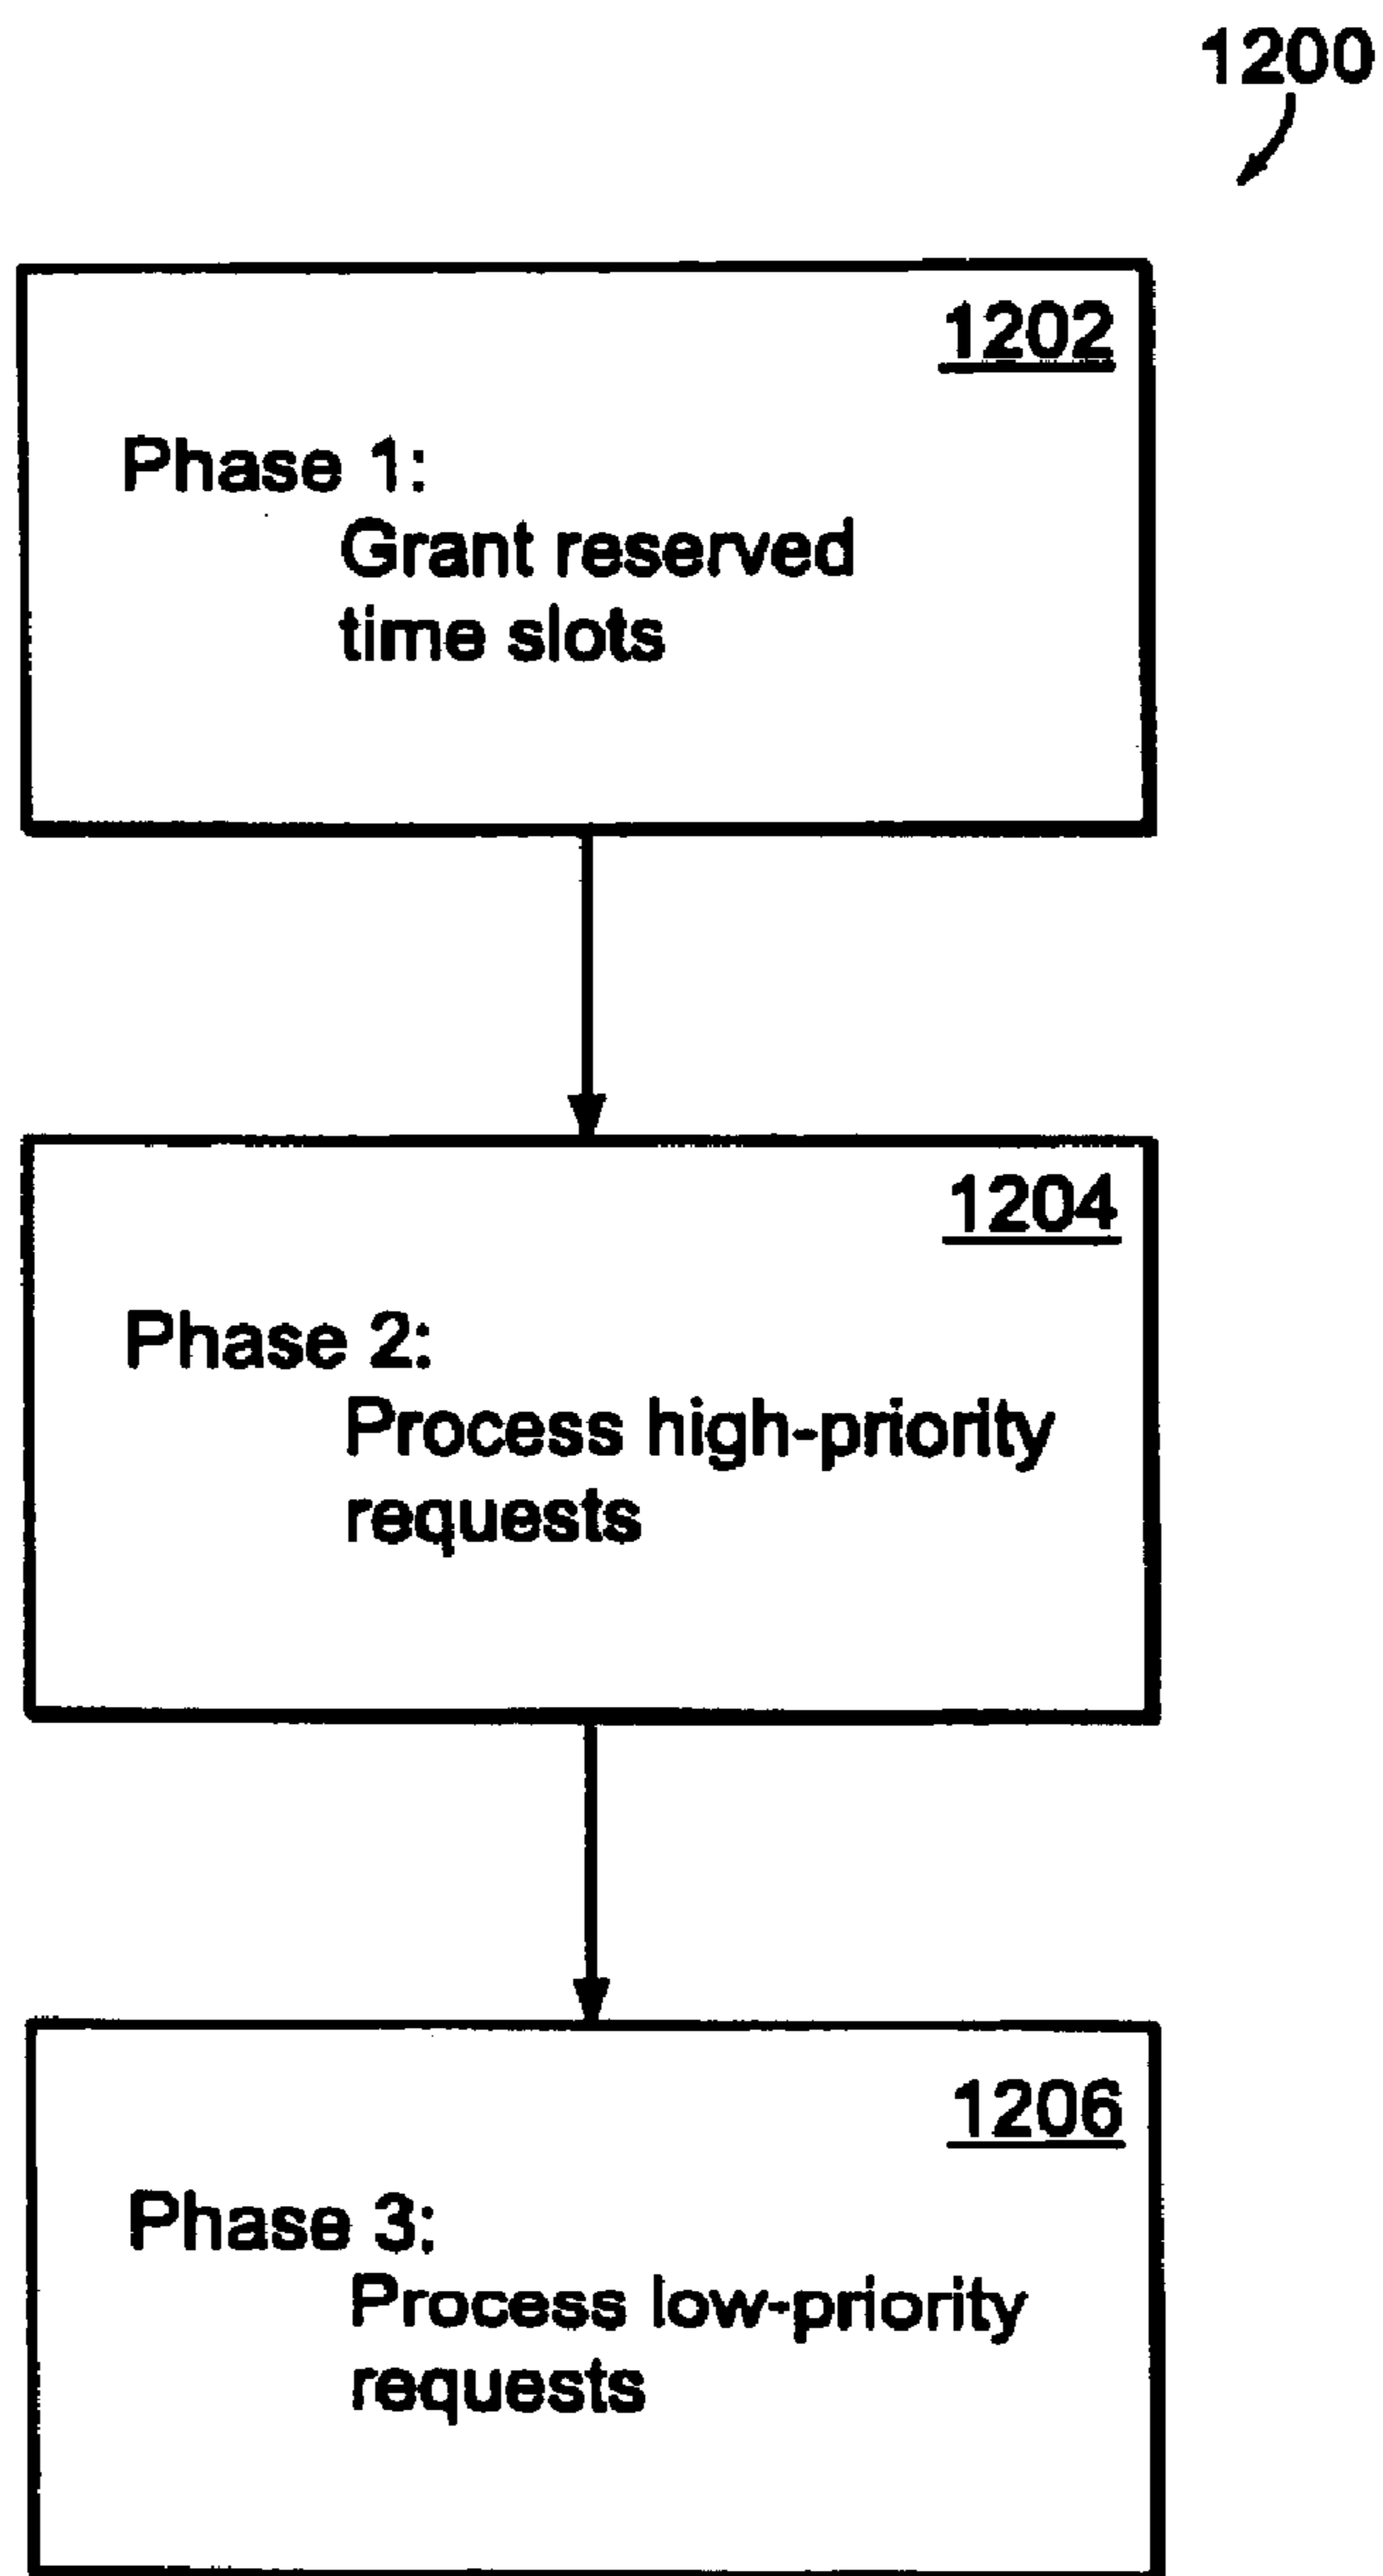 1200
1202
Phase 1:
Grant reserved
time slots
1204
Phase 2:
Process high-priority
requests
1206
Phase 3:
Process low-priority
requests